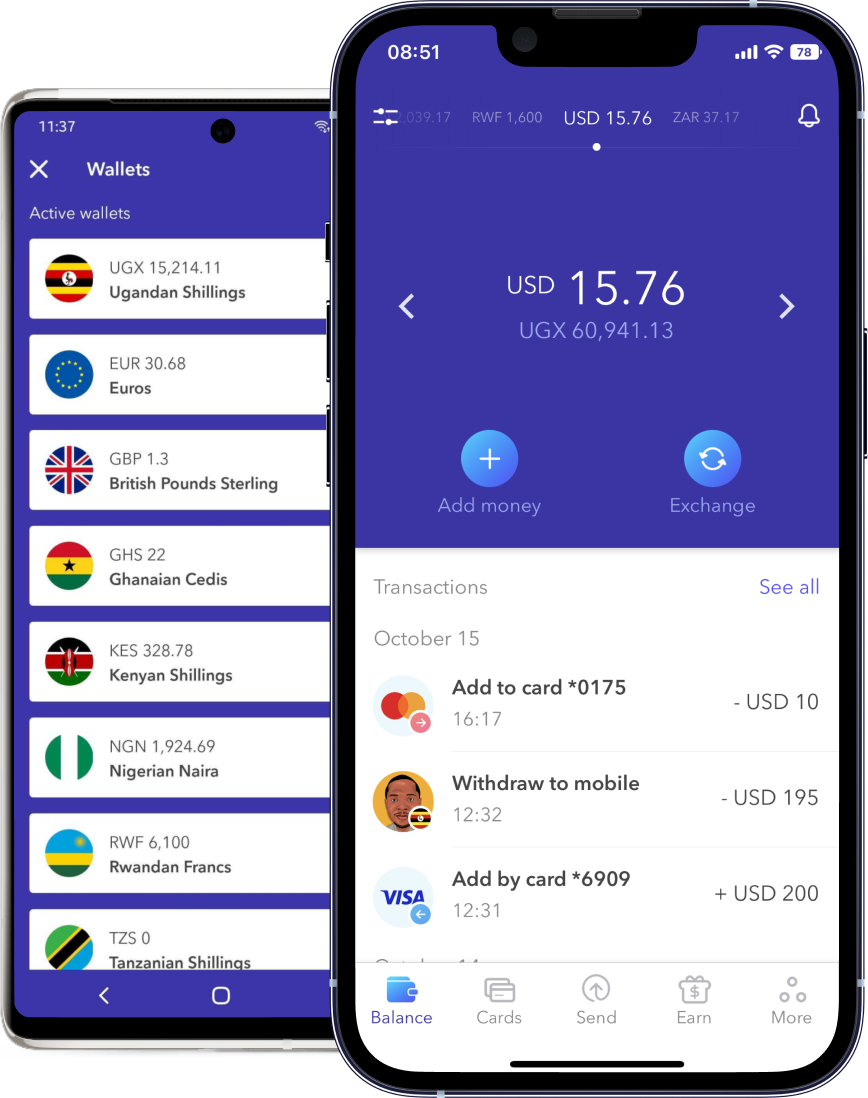 11:37
Wallets
Active wallets
UGX 15,214.11
Ugandan Shillings
EUR 30.68
Euros
GBP 1.3
British Pounds Sterling
GHS 22
Ghanaian Cedis
KES 328.78
Kenyan Shillings
NGN 1,924.69
Nigerian Naira
RWF 6,100
Rwandan Francs
TZS 0
Tanzanian Shillings
08:51
78
,039.17 RWF 1,600 USD 15.76 ZAR 37.17
USD 15.76
UGX 60,941.13
Add money Exchange
Transactions See all
October 15
Add to card *0175
- USD 10
16:17
Withdraw to mobile
- USD 195
12:32
VISA
Add by card *6909
+ USD 200
12:31
Balance Cards Send Earn More